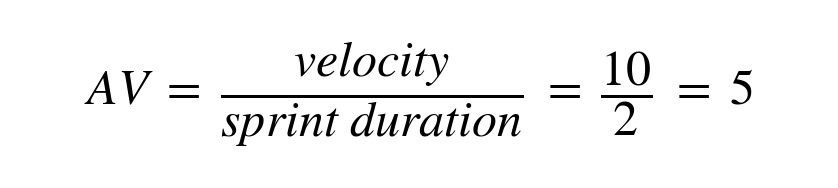 AV = velocity / sprint duration = 10 / 2 = 5